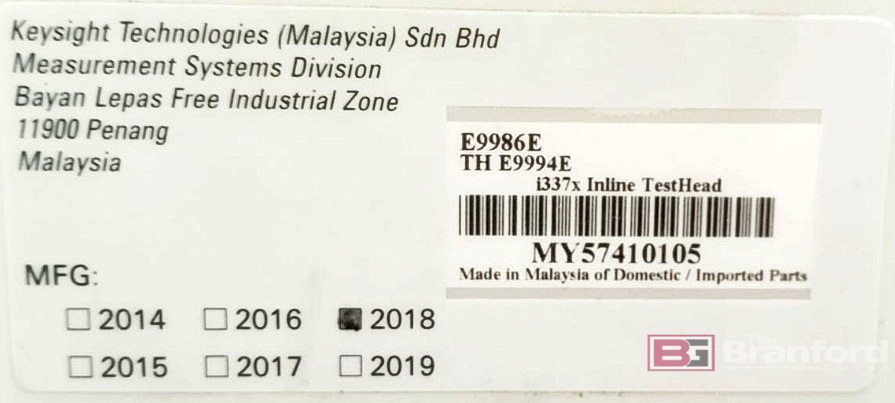 Keysight Technologies (Malaysia) Sdn Bhd
Measurement Systems Division
Bayan Lepas Free Industrial Zone
11900 Penang
Malaysia
E9986E
TH E9994E
i337x Inline TestHead
MY57410105
Made in Malaysia of Domestic / Imported Parts
MFG:
2014 2016 2018
2015 2017 2019
BG The Branford